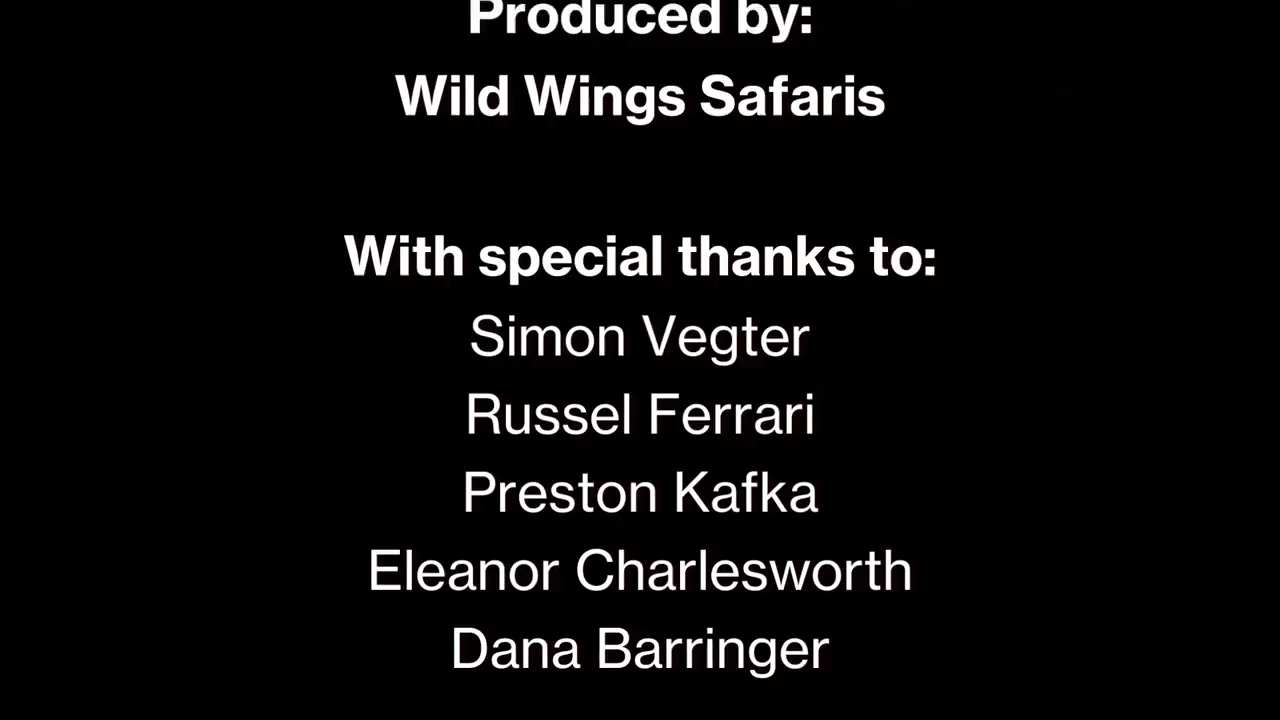 Produced by:
Wild Wings Safaris
With special thanks to:
Simon Vegter
Russel Ferrari
Preston Kafka
Eleanor Charlesworth
Dana Barringer